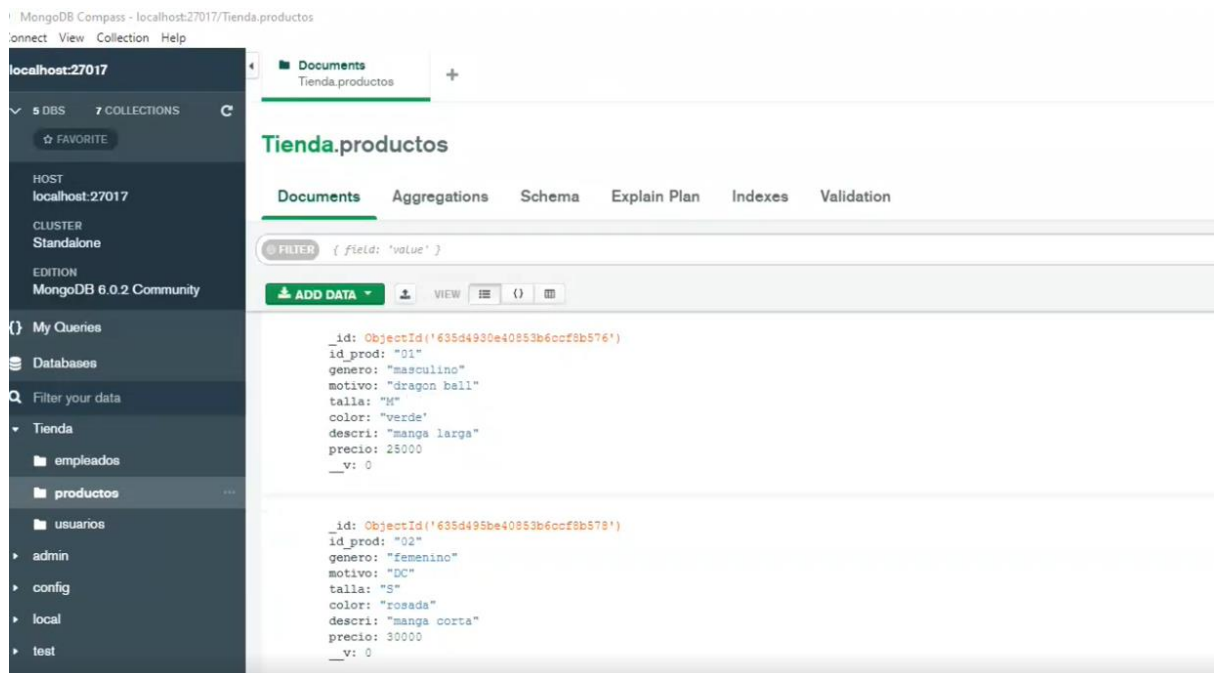 MongoDB Compass - localhost:27017/Tienda.productos
onnect View Collection Help
localhost:27017
5 DBS 7 COLLECTIONS
FAVORITE
HOST
localhost:27017
CLUSTER
Standalone
EDITION
MongoDB 6.0.2 Community
{} My Queries
Databases
Filter your data
Tienda
empleados
productos ...
usuarios
admin
config
local
test
Documents
Tienda.productos
+
Tienda.productos
Documents Aggregations Schema Explain Plan Indexes Validation
FILTER { field: 'value' }
ADD DATA VIEW {}
_id: ObjectId('635d4930e40853b6ccf8b576')
id_prod: "01"
genero: "masculino"
motivo: "dragon ball"
talla: "M"
color: "verde'
descri: "manga larga"
precio: 25000
__v: 0
_id: ObjectId('635d495be40853b6ccf8b578')
id_prod: "02"
genero: "femenino"
motivo: "DC"
talla: "S"
color: "rosada"
descri: "manga corta"
precio: 30000
__v: 0